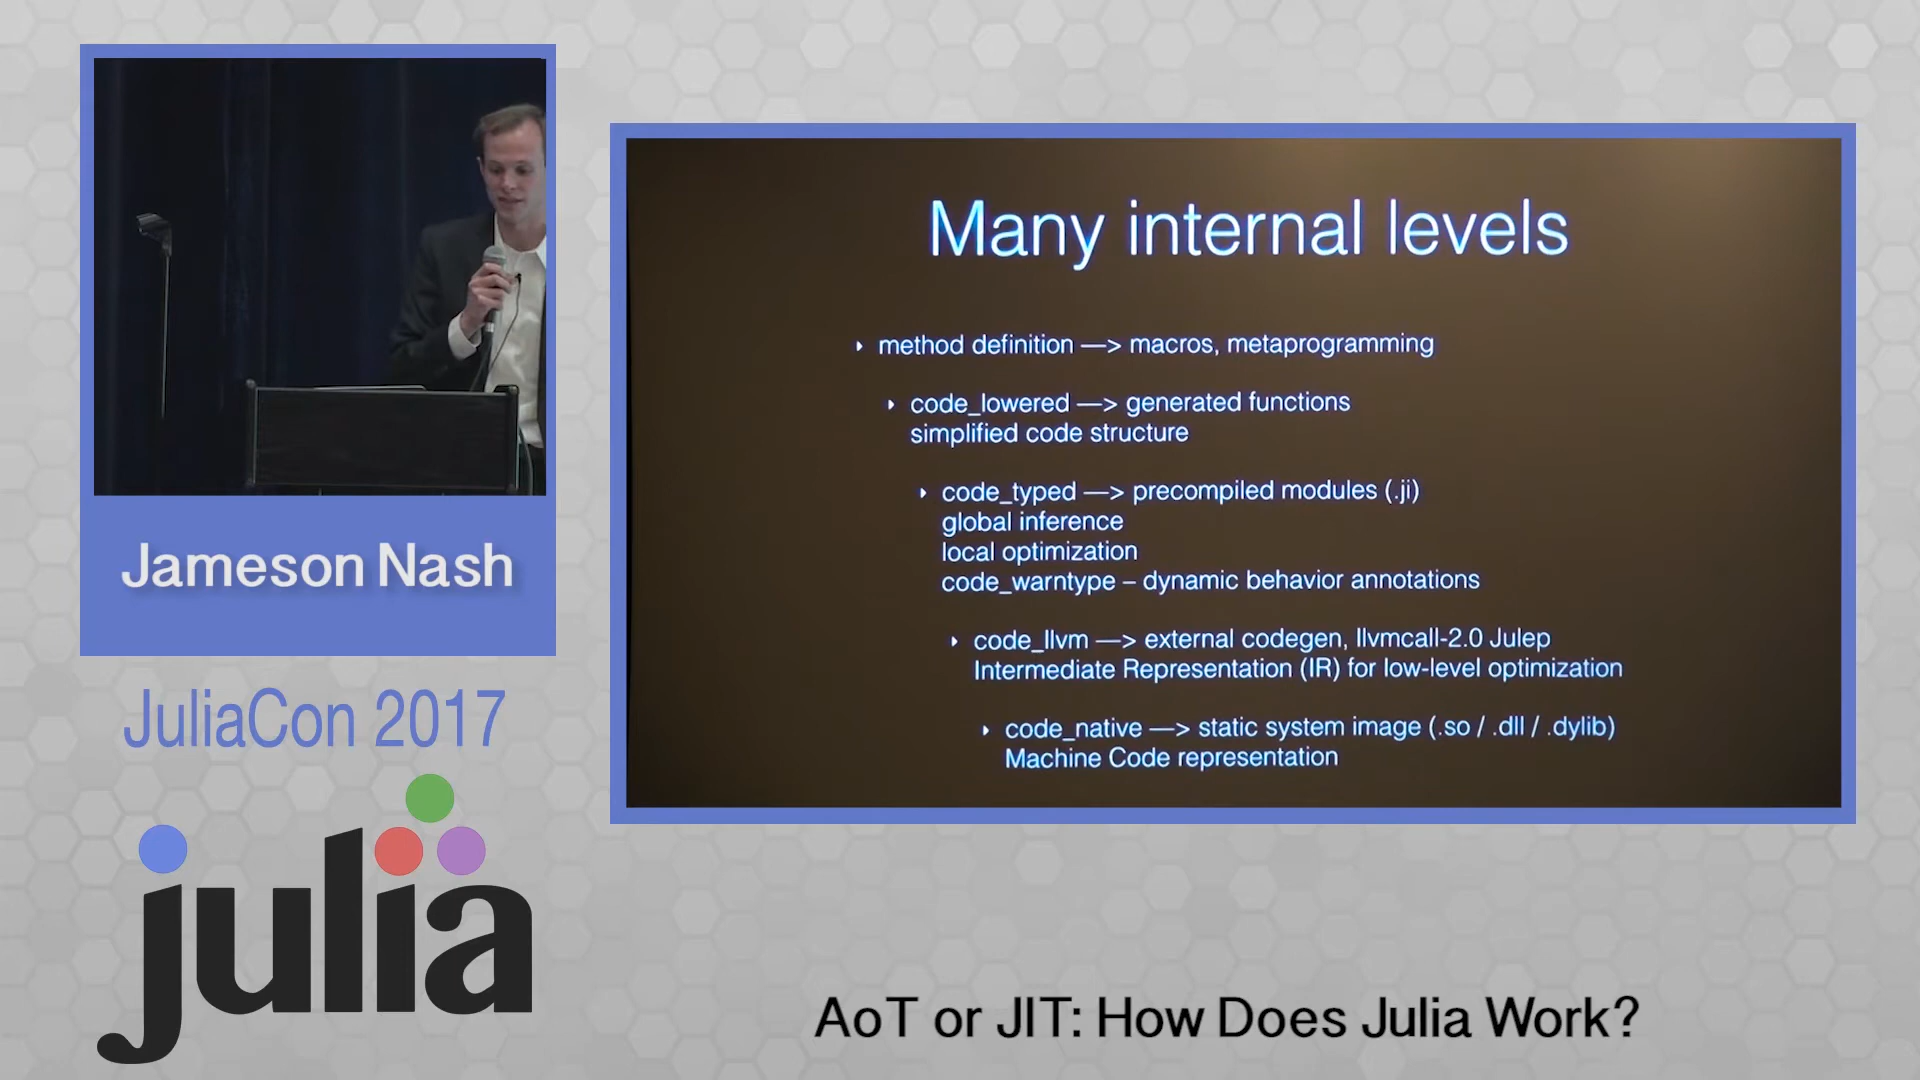 Jameson Nash
JuliaCon 2017
julia
Many internal levels
‣ method definition —> macros, metaprogramming
‣ code_lowered —> generated functions
simplified code structure
‣ code_typed —> precompiled modules (.ji)
global inference
local optimization
code_warntype – dynamic behavior annotations
‣ code_llvm —> external codegen, llvmcall-2.0 Julep
Intermediate Representation (IR) for low-level optimization
‣ code_native —> static system image (.so / .dll / .dylib)
Machine Code representation
AoT or JIT: How Does Julia Work?